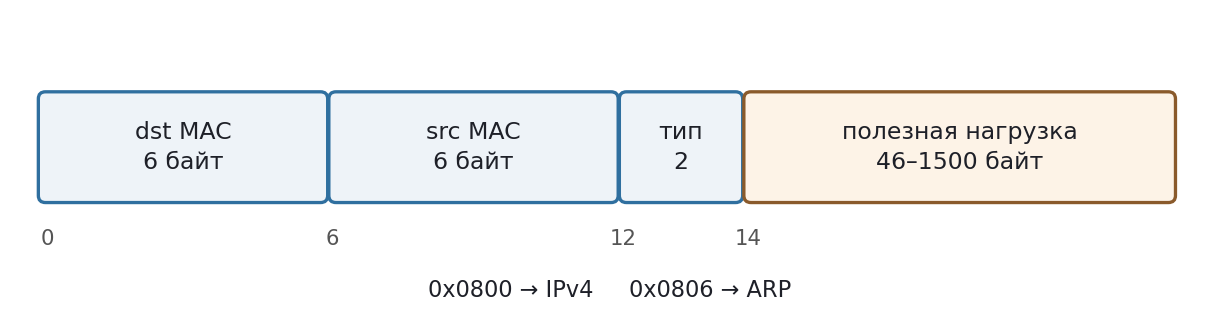 dst MAC
6 байт
src MAC
6 байт
тип
2
полезная нагрузка
46–1500 байт
0
6
12
14
0x0800 → IPv4 0x0806 → ARP